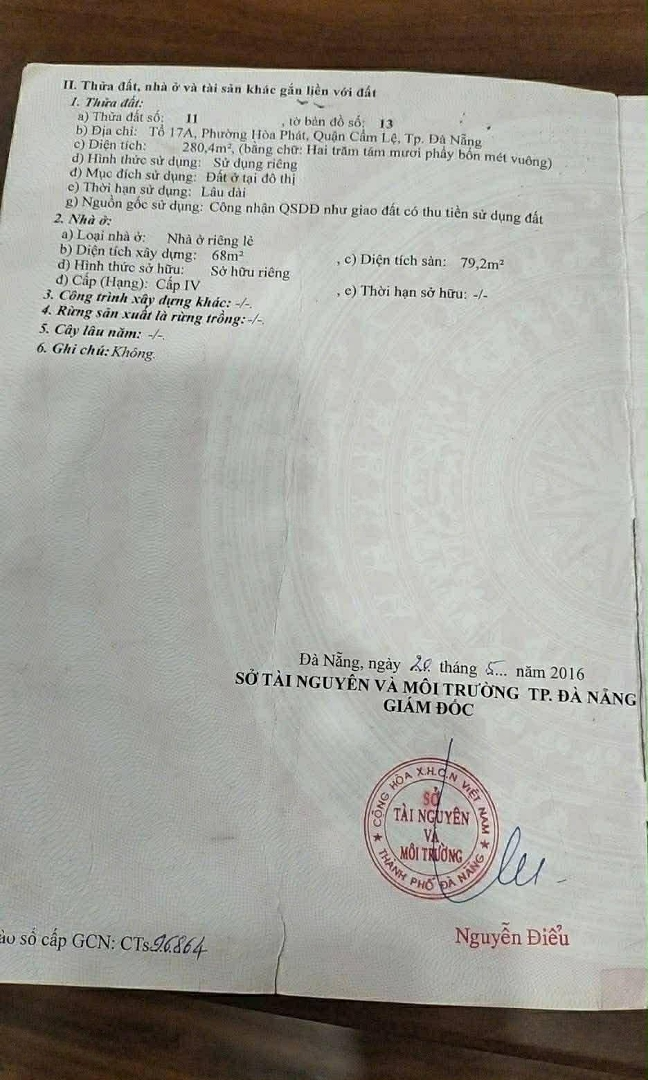 II. Thửa đất, nhà ở và tài sản khác gắn liền với đất
1. Thửa đất:
a) Thửa đất số: 11 , tờ bản đồ số: 13
b) Địa chỉ: Tổ 17A, Phường Hòa Phát, Quận Cẩm Lệ, Tp. Đà Nẵng
c) Diện tích: 280,4m², (bằng chữ: Hai trăm tám mươi phẩy bốn mét vuông)
d) Hình thức sử dụng: Sử dụng riêng
đ) Mục đích sử dụng: Đất ở tại đô thị
e) Thời hạn sử dụng: Lâu dài
g) Nguồn gốc sử dụng: Công nhận QSDĐ như giao đất có thu tiền sử dụng đất
2. Nhà ở:
a) Loại nhà ở: Nhà ở riêng lẻ
b) Diện tích xây dựng: 68m² , c) Diện tích sàn: 79,2m²
d) Hình thức sở hữu: Sở hữu riêng
đ) Cấp (Hạng): Cấp IV , e) Thời hạn sở hữu: -/-
3. Công trình xây dựng khác: -/-.
4. Rừng sản xuất là rừng trồng: -/-.
5. Cây lâu năm: -/-.
6. Ghi chú: Không.
Đà Nẵng, ngày 20 tháng 5... năm 2016
SỞ TÀI NGUYÊN VÀ MÔI TRƯỜNG TP. ĐÀ NẴNG
GIÁM ĐỐC
CỘNG HÒA X.H.C.N VIỆT NAM
SỞ
TÀI NGUYÊN
VÀ
MÔI TRƯỜNG
★ THÀNH PHỐ ĐÀ NẴNG ★
Nguyễn Điểu
ào sổ cấp GCN: CTs 96864